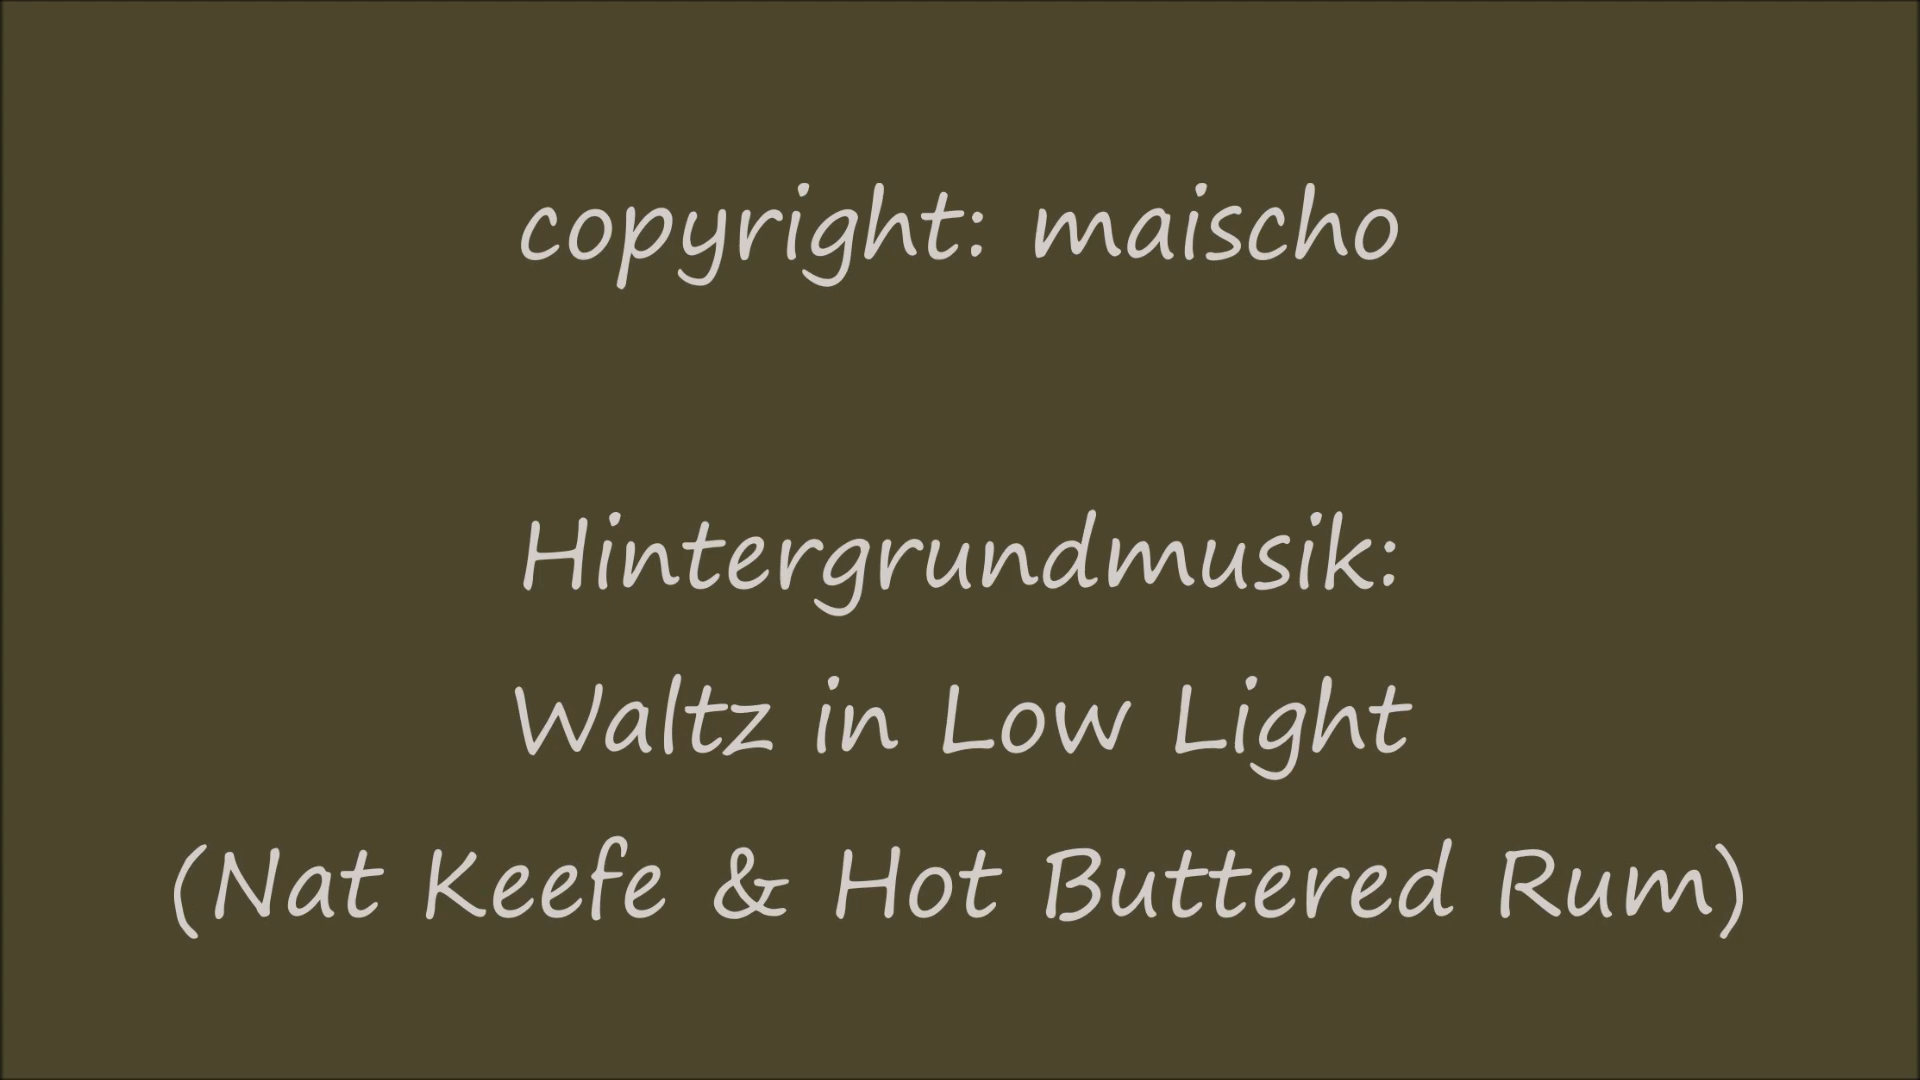 copyright: maischo
Hintergrundmusik:
Waltz in Low Light
(Nat Keefe & Hot Buttered Rum)